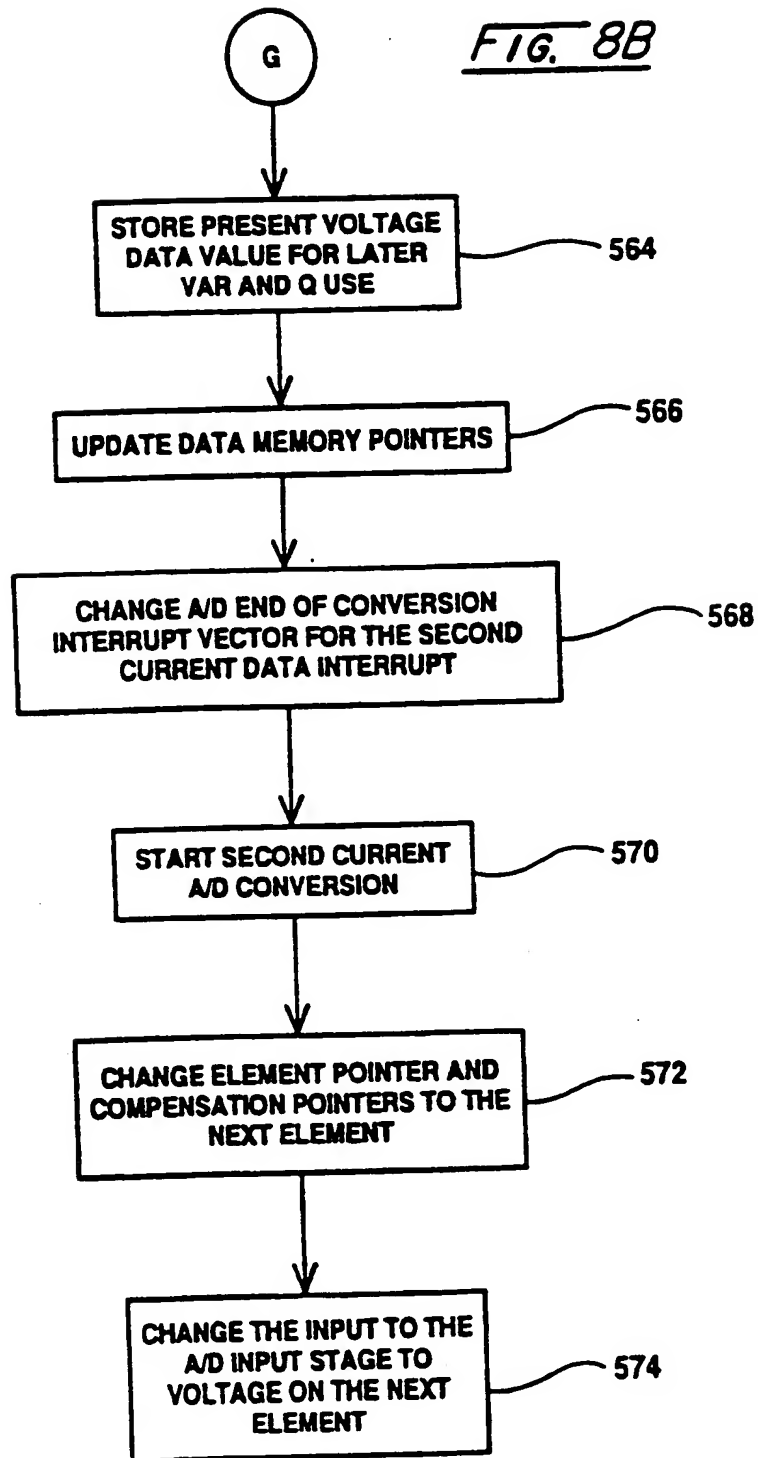 G
FIG. 8B
STORE PRESENT VOLTAGE
DATA VALUE FOR LATER
VAR AND Q USE
564
UPDATE DATA MEMORY POINTERS
566
CHANGE A/D END OF CONVERSION
INTERRUPT VECTOR FOR THE SECOND
CURRENT DATA INTERRUPT
568
START SECOND CURRENT
A/D CONVERSION
570
CHANGE ELEMENT POINTER AND
COMPENSATION POINTERS TO THE
NEXT ELEMENT
572
CHANGE THE INPUT TO THE
A/D INPUT STAGE TO
VOLTAGE ON THE NEXT
ELEMENT
574